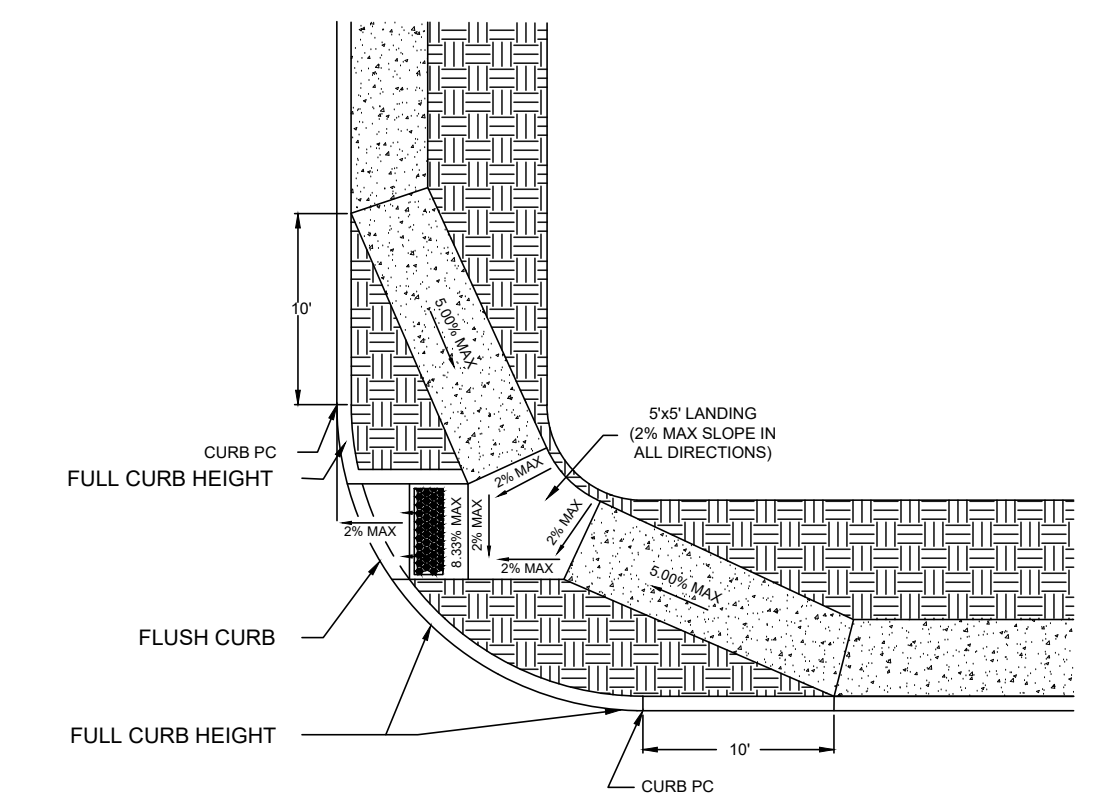 10'
5.00% MAX
5'x5' LANDING
(2% MAX SLOPE IN
ALL DIRECTIONS)
CURB PC
FULL CURB HEIGHT
2% MAX
2% MAX
8.33% MAX
2% MAX
2% MAX
2% MAX
5.00% MAX
FLUSH CURB
FULL CURB HEIGHT
10'
CURB PC